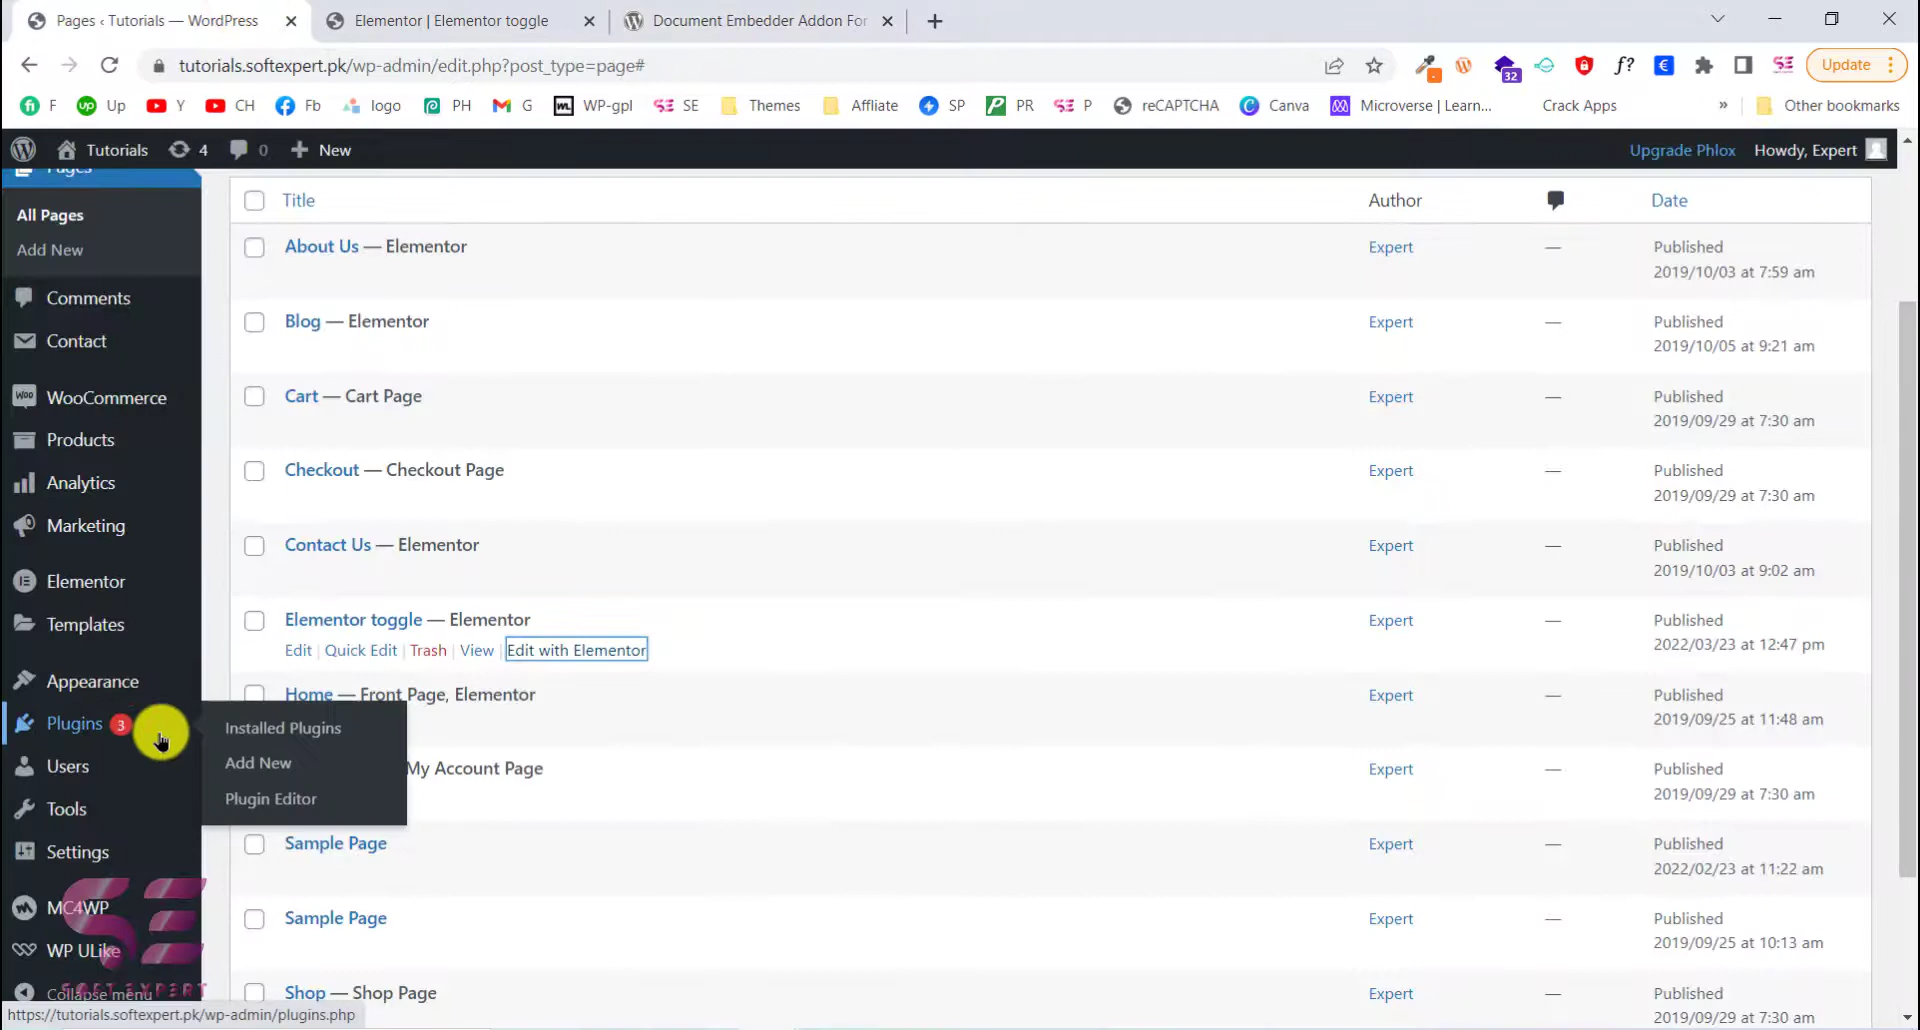 Pages ‹ Tutorials — WordPress
Elementor | Elementor toggle
Document Embedder Addon For
tutorials.softexpert.pk/wp-admin/edit.php?post_type=page#
32
f?
Update
F
Up
Y
CH
Fb
logo
PH
G
WP-gpl
SE
Themes
Affliate
SP
PR
P
reCAPTCHA
Canva
Microverse | Learn...
Crack Apps
»
Other bookmarks
Tutorials
4
0
New
Upgrade Phlox
Howdy, Expert
Pages
All Pages
Add New
Comments
Contact
WooCommerce
Products
Analytics
Marketing
Elementor
Templates
Appearance
Plugins 3
Users
Tools
Settings
MC4WP
WP ULike
Collapse menu
SOFT EXPERT
Installed Plugins
Add New
Plugin Editor
Title Author Date
About Us — Elementor Expert — Published
2019/10/03 at 7:59 am
Blog — Elementor Expert — Published
2019/10/05 at 9:21 am
Cart — Cart Page Expert — Published
2019/09/29 at 7:30 am
Checkout — Checkout Page Expert — Published
2019/09/29 at 7:30 am
Contact Us — Elementor Expert — Published
2019/10/03 at 9:02 am
Elementor toggle — Elementor Expert — Published
Edit | Quick Edit | Trash | View | Edit with Elementor 2022/03/23 at 12:47 pm
Home — Front Page, Elementor Expert — Published
2019/09/25 at 11:48 am
My Account Page Expert — Published
2019/09/29 at 7:30 am
Sample Page Expert — Published
2022/02/23 at 11:22 am
Sample Page Expert — Published
2019/09/25 at 10:13 am
Shop — Shop Page Expert — Published
2019/09/29 at 7:30 am
https://tutorials.softexpert.pk/wp-admin/plugins.php